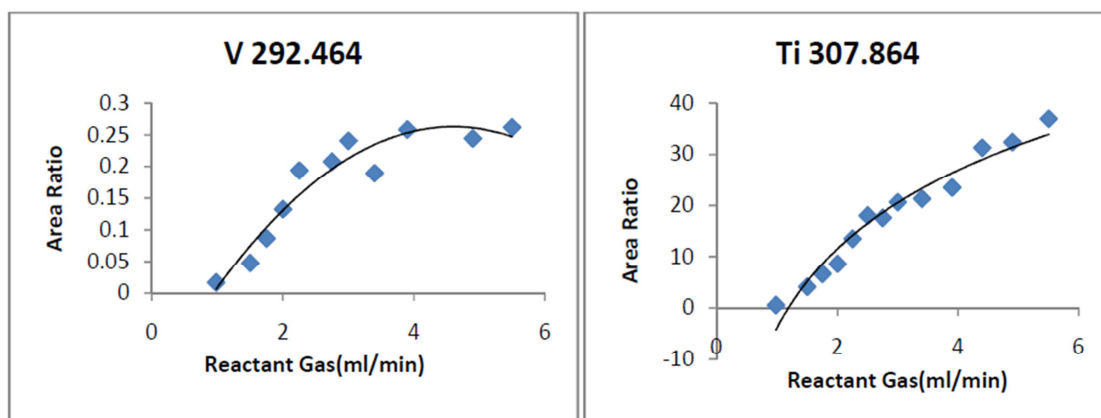 V 292.464
0.3
0.25
0.2
0.15
0.1
0.05
0
Area Ratio
0 2 4 6
Reactant Gas(ml/min)
Ti 307.864
40
30
20
10
0
-10
Area Ratio
0 2 4 6
Reactant Gas(ml/min)